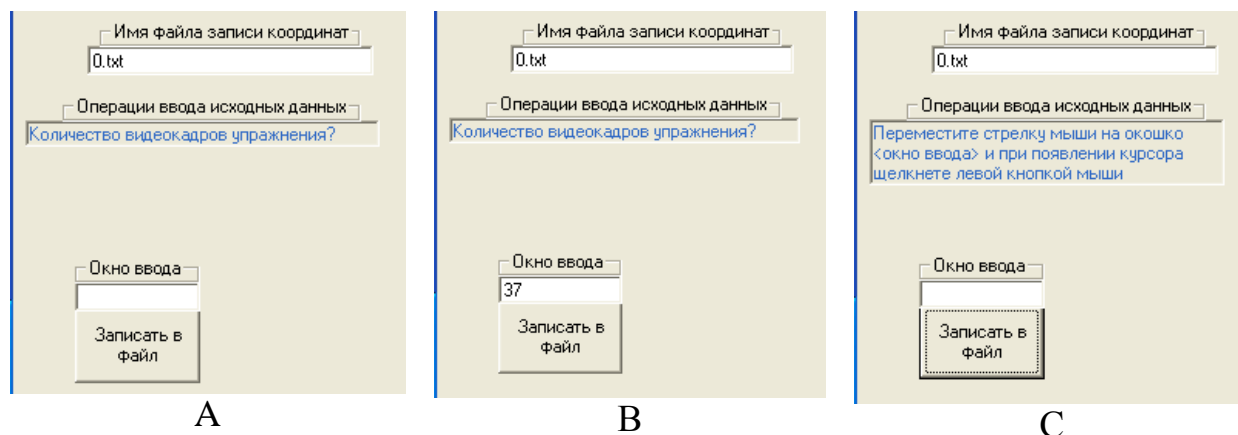 Имя файла записи координат
0.txt
Операции ввода исходных данных
Количество видеокадров упражнения?
Окно ввода
Записать в
файл
A
Имя файла записи координат
0.txt
Операции ввода исходных данных
Количество видеокадров упражнения?
Окно ввода
37
Записать в
файл
B
Имя файла записи координат
0.txt
Операции ввода исходных данных
Переместите стрелку мыши на окошко
<окно ввода> и при появлении курсора
щелкнете левой кнопкой мыши
Окно ввода
Записать в
файл
C